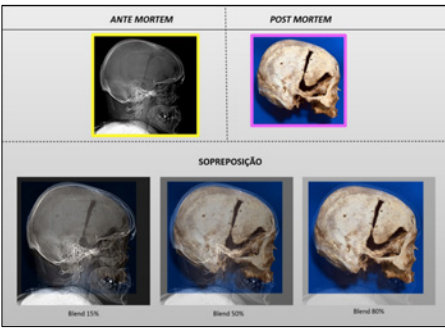 ANTE MORTEM
POST MORTEM
SOPREPOSIÇÃO
Blend 15%
Blend 50%
Blend 80%